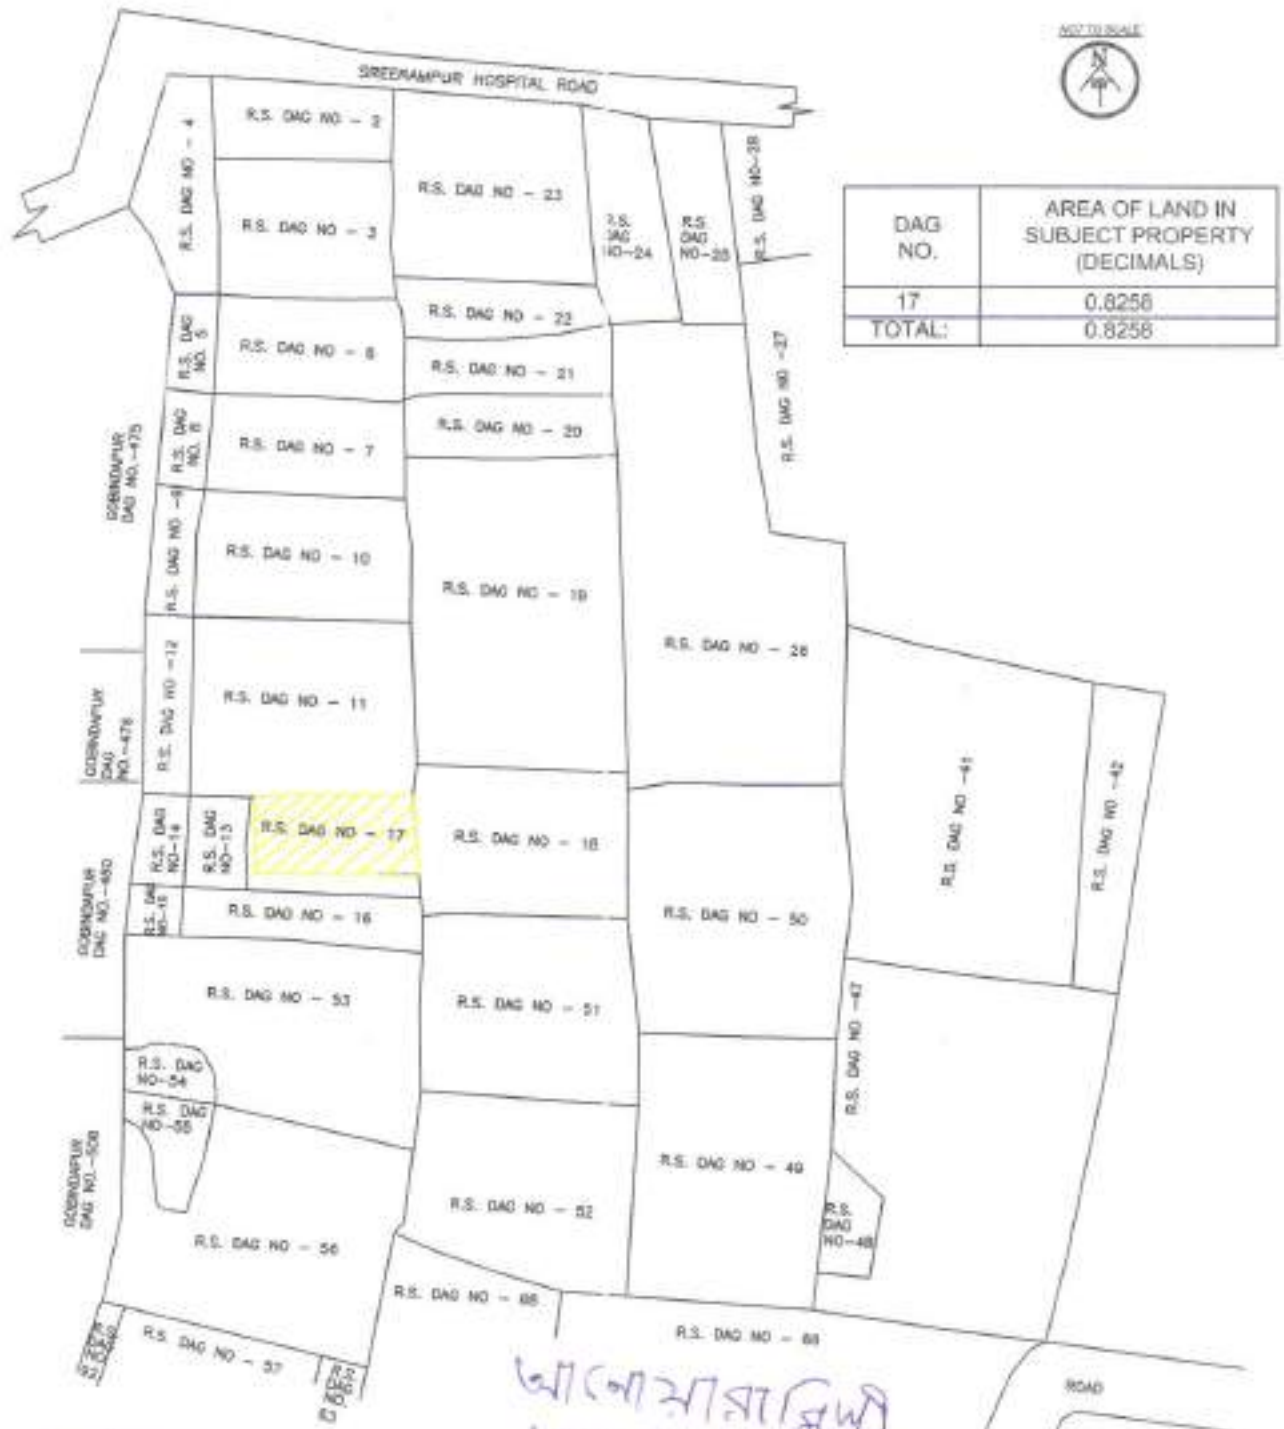 NOT TO SCALE
N
SREERAMPUR HOSPITAL ROAD
DAG NO.
AREA OF LAND IN SUBJECT PROPERTY (DECIMALS)
17
0.8258
TOTAL:
0.8258
R.S. DAG NO - 4
R.S. DAG NO - 2
R.S. DAG NO - 3
R.S. DAG NO - 23
DAG
NO-24
R.S.
DAG
NO-25
R.S. DAG NO-28
R.S. DAG NO -27
R.S. DAG NO - 22
R.S. DAG
NO. 5
R.S. DAG NO - 6
R.S. DAG NO - 21
R.S. DAG NO - 20
GOBINDAPUR
DAG NO.-475
R.S. DAG
NO. 8
R.S. DAG NO - 7
R.S. DAG NO -9
R.S. DAG NO - 10
R.S. DAG NO - 19
R.S. DAG NO - 26
GOBINDAPUR
DAG
NO.-476
R.S. DAG NO -12
R.S. DAG NO - 11
R.S. DAG NO -41
R.S. DAG NO -42
R.S. DAG
NO-14
R.S. DAG
NO-13
R.S. DAG NO - 17
R.S. DAG NO - 18
GOBINDAPUR
DAG NO.-480
R.S. DAG
NO-15
R.S. DAG NO - 16
R.S. DAG NO - 50
R.S. DAG NO - 53
R.S. DAG NO - 51
R.S. DAG NO -47
R.S. DAG
NO-54
R.S. DAG
NO-55
GOBINDAPUR
DAG NO.-508
R.S. DAG NO - 49
R.S. DAG NO - 52
R.S.
DAG
NO-48
R.S. DAG NO - 56
R.S. DAG NO - 57
R.S. DAG NO - 68
ROAD